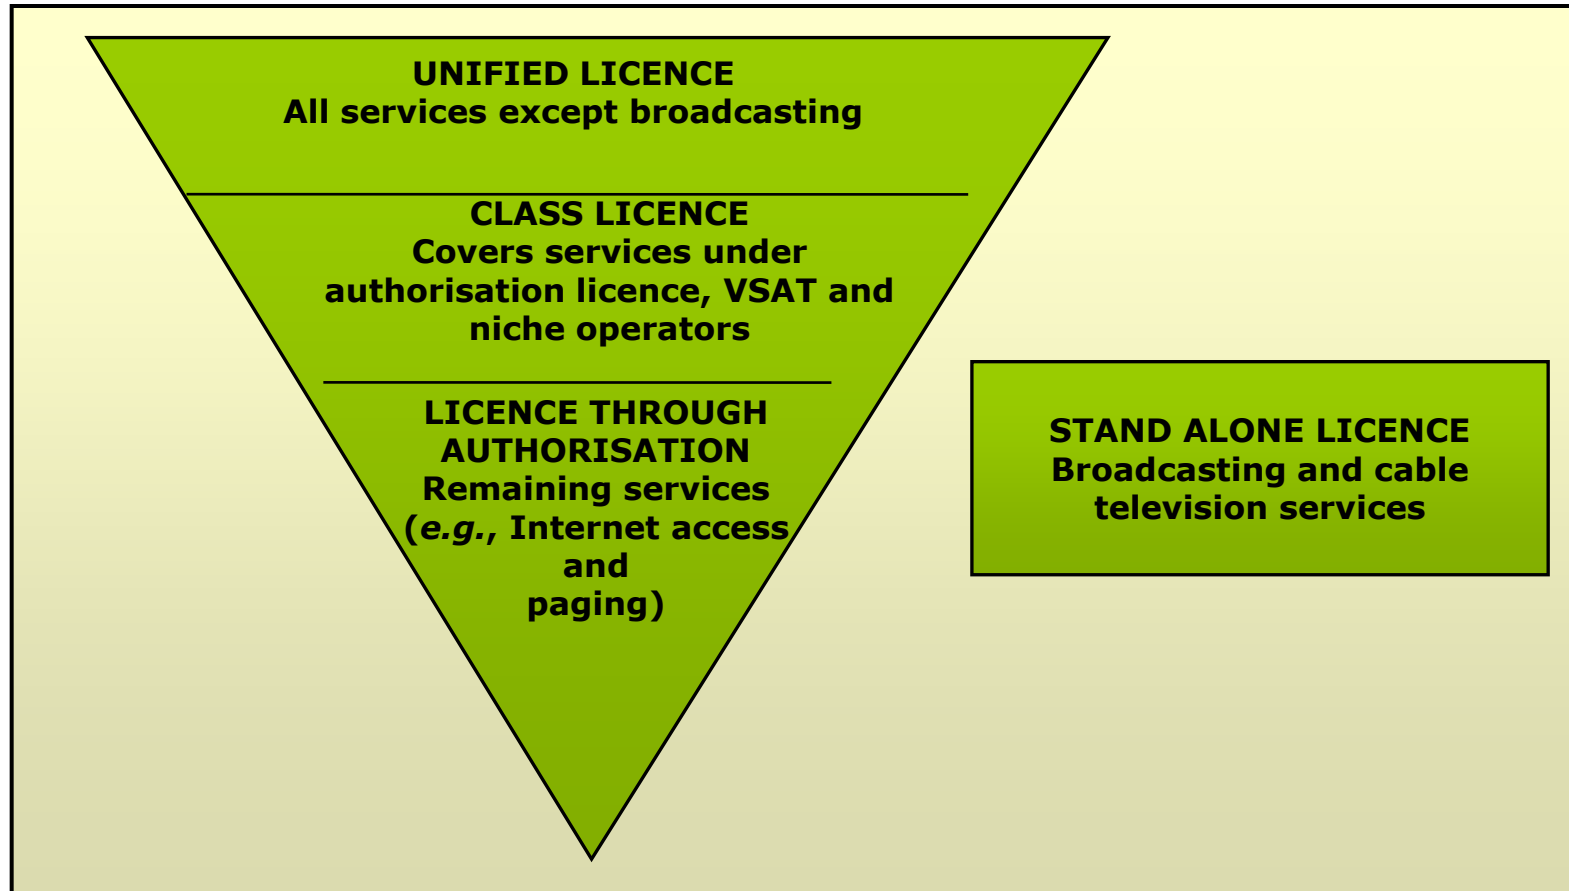 UNIFIED LICENCE
All services except broadcasting
CLASS LICENCE
Covers services under
authorisation licence, VSAT and
niche operators
LICENCE THROUGH
AUTHORISATION
Remaining services
(e.g., Internet access
and
paging)
STAND ALONE LICENCE
Broadcasting and cable
television services